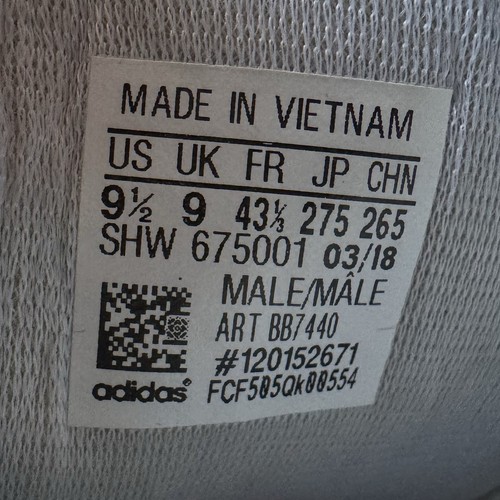 MADE IN VIETNAM
US UK FR JP CHN
9½ 9 43⅓ 275 265
SHW 675001 03/18
MALE/MÂLE
ART BB7440
#120152671
FCF505Qk00554
adidas®